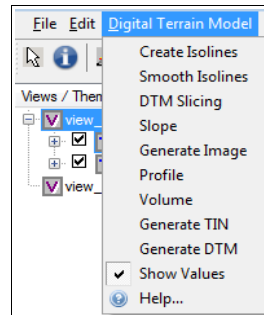 File Edit Digital Terrain Model
Create Isolines
Smooth Isolines
DTM Slicing
Slope
Generate Image
Profile
Volume
Generate TIN
Generate DTM
Show Values
Help...
Views /
V view_
V view_